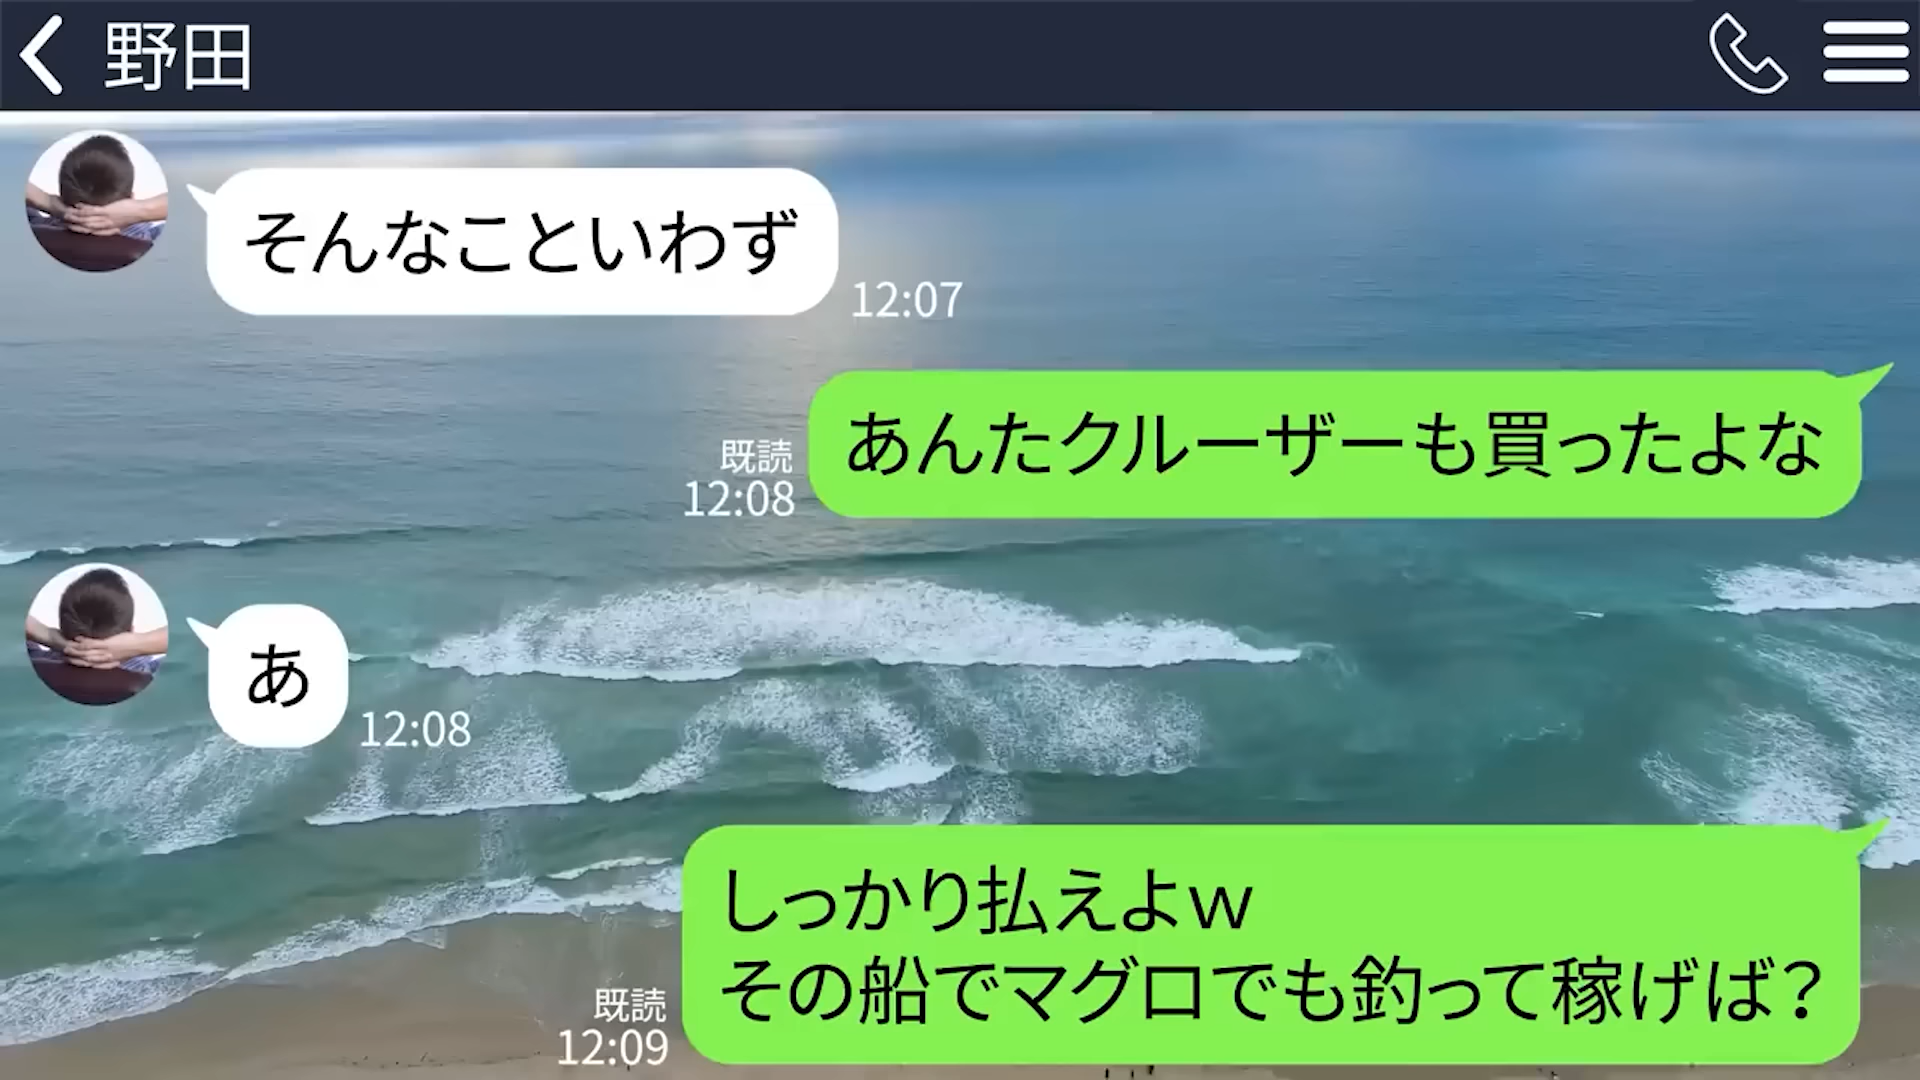 野田
そんなこといわず
12:07
あんたクルーザーも買ったよな
既読
12:08
あ
12:08
しっかり払えよw
その船でマグロでも釣って稼げば？
既読
12:09